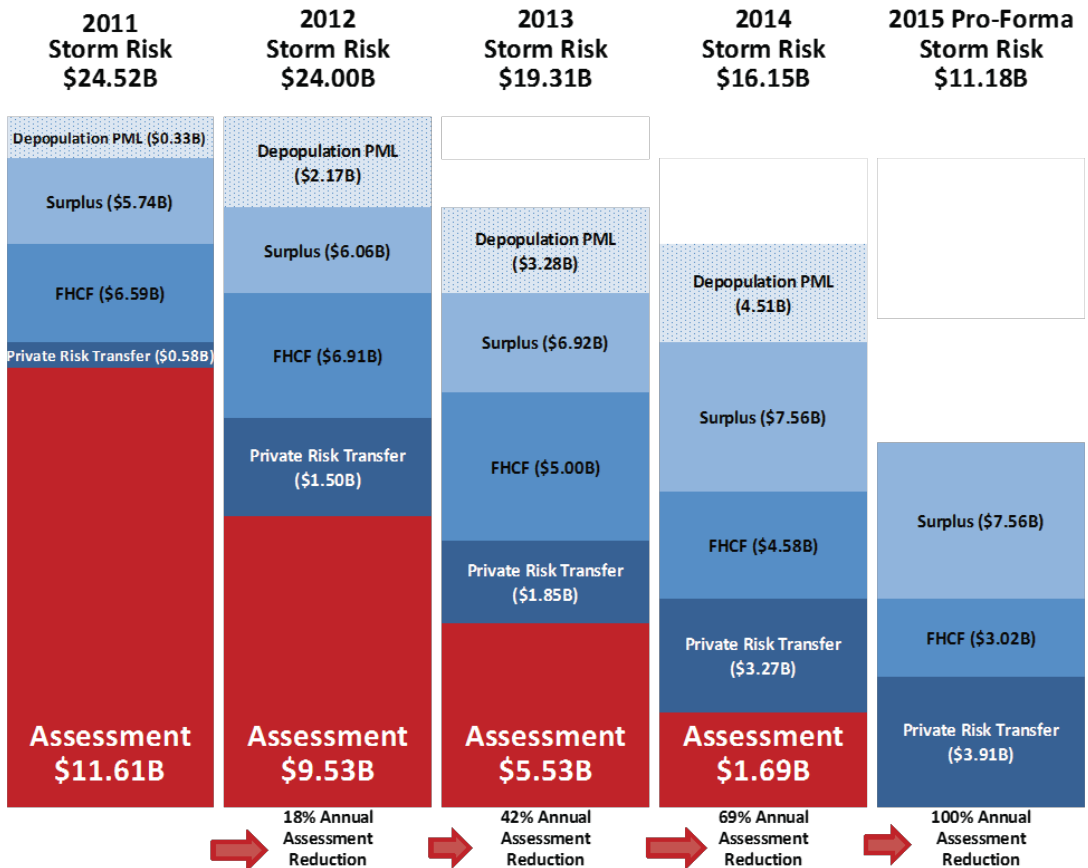 2011
Storm Risk
$24.52B
Depopulation PML ($0.33B)
Surplus ($5.74B)
FHCF ($6.59B)
Private Risk Transfer ($0.58B)
Assessment
$11.61B
2012
Storm Risk
$24.00B
Depopulation PML
($2.17B)
Surplus ($6.06B)
FHCF ($6.91B)
Private Risk Transfer
($1.50B)
Assessment
$9.53B
18% Annual
Assessment
Reduction
2013
Storm Risk
$19.31B
Depopulation PML
($3.28B)
Surplus ($6.92B)
FHCF ($5.00B)
Private Risk Transfer
($1.85B)
Assessment
$5.53B
42% Annual
Assessment
Reduction
2014
Storm Risk
$16.15B
Depopulation PML
(4.51B)
Surplus ($7.56B)
FHCF ($4.58B)
Private Risk Transfer
($3.27B)
Assessment
$1.69B
69% Annual
Assessment
Reduction
2015 Pro-Forma
Storm Risk
$11.18B
Surplus ($7.56B)
FHCF ($3.02B)
Private Risk Transfer
($3.91B)
100% Annual
Assessment
Reduction